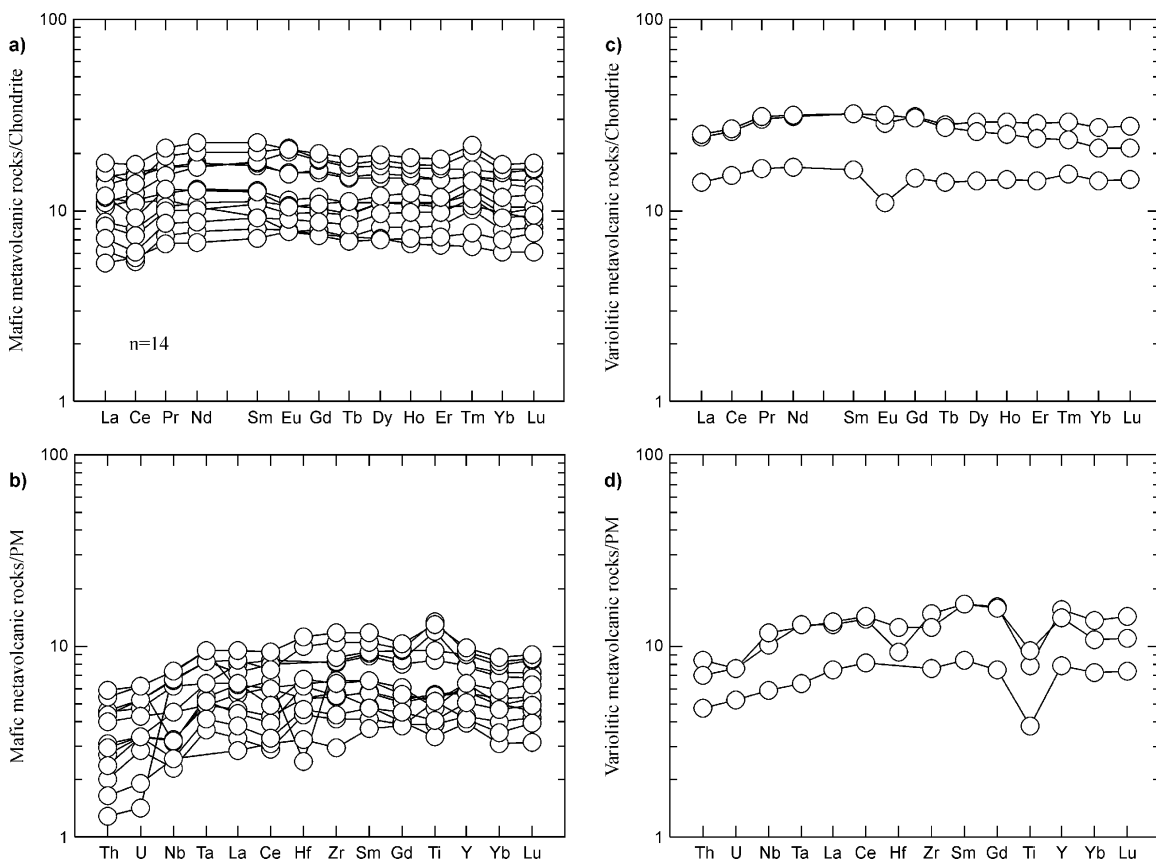 a)
Mafic metavolcanic rocks/Chondrite
100
10
1
n=14
La Ce Pr Nd Sm Eu Gd Tb Dy Ho Er Tm Yb Lu
c)
Variolitic metavolcanic rocks/Chondrite
100
10
1
La Ce Pr Nd Sm Eu Gd Tb Dy Ho Er Tm Yb Lu
b)
Mafic metavolcanic rocks/PM
100
10
1
Th U Nb Ta La Ce Hf Zr Sm Gd Ti Y Yb Lu
d)
Variolitic metavolcanic rocks/PM
100
10
1
Th U Nb Ta La Ce Hf Zr Sm Gd Ti Y Yb Lu